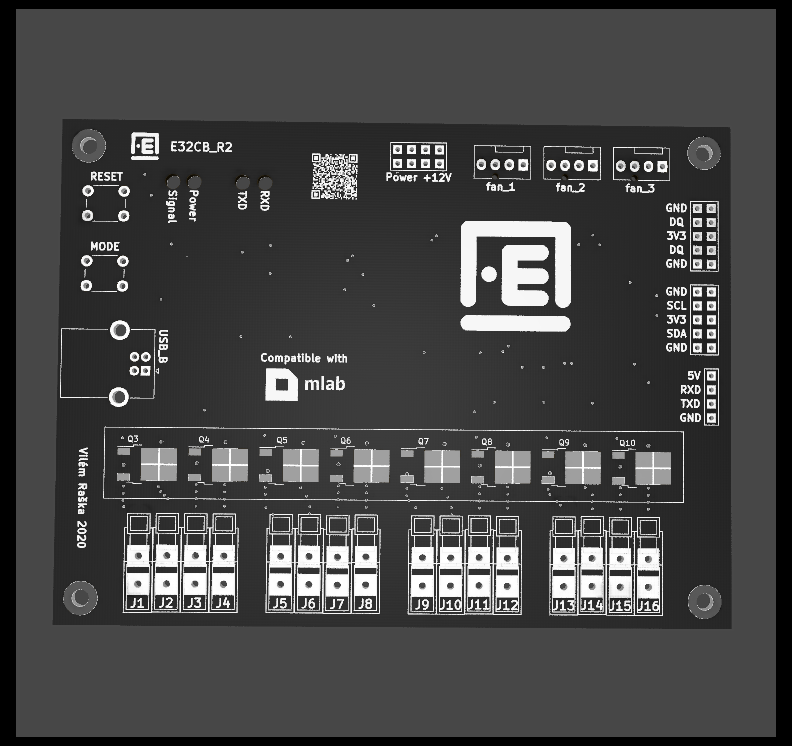 E
E32CB_R2
RESET
Signal
Power
TXD
RXD
Power +12V
fan_1
fan_2
fan_3
MODE
GND
DQ
3V3
DQ
GND
E
GND
SCL
3V3
SDA
GND
USB_B
Compatible with
mlab
5V
RXD
TXD
GND
Q3 Q4 Q5 Q6 Q7 Q8 Q9 Q10
Vilém Raška 2020
J1 J2 J3 J4 J5 J6 J7 J8 J9 J10 J11 J12 J13 J14 J15 J16